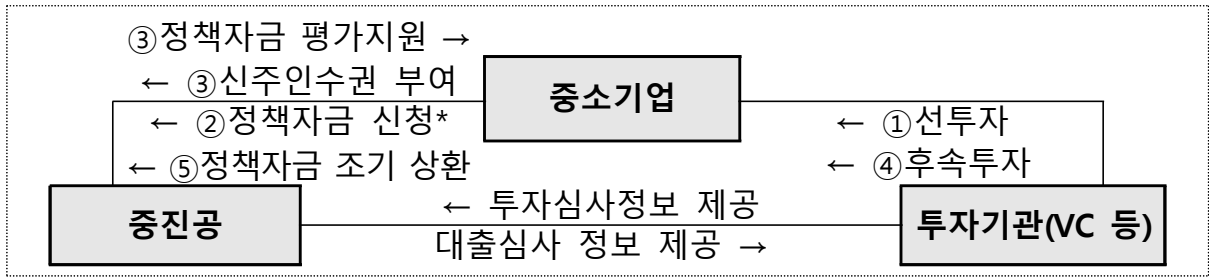 ③정책자금 평가지원 →
← ③신주인수권 부여
중소기업
← ②정책자금 신청*
← ①선투자
← ⑤정책자금 조기 상환
← ④후속투자
중진공
← 투자심사정보 제공
대출심사 정보 제공 →
투자기관(VC 등)